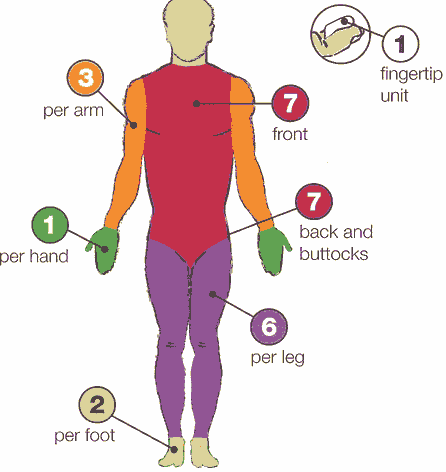 1
fingertip
unit
3
per arm
7
front
7
back and
buttocks
1
per hand
6
per leg
2
per foot